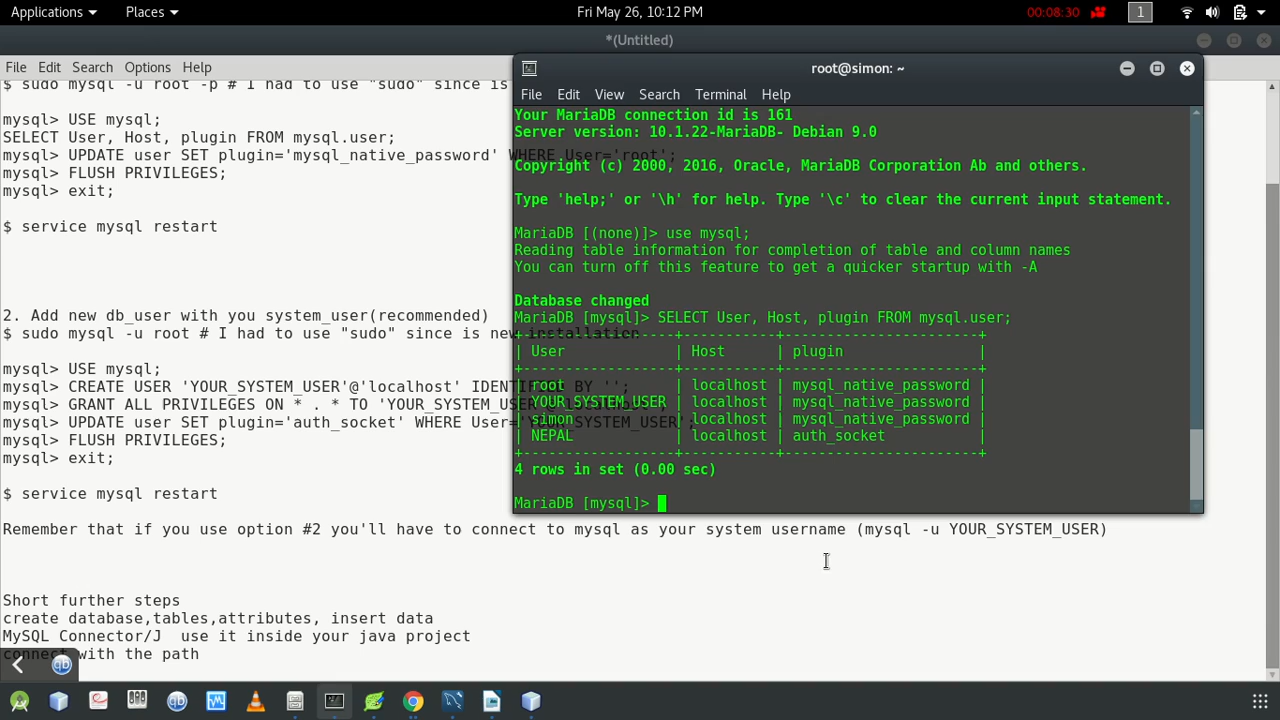 Applications
Places
Fri May 26, 10:12 PM
00:08:30
1
*(Untitled)
File Edit Search Options Help
$ sudo mysql -u root -p # I had to use "sudo" since is
mysql> USE mysql;
SELECT User, Host, plugin FROM mysql.user;
mysql> UPDATE user SET plugin='mysql_native_password' WHERE User='root';
mysql> FLUSH PRIVILEGES;
mysql> exit;
$ service mysql restart
2. Add new db_user with you system_user(recommended)
$ sudo mysql -u root # I had to use "sudo" since is new installation
mysql> USE mysql;
mysql> CREATE USER 'YOUR_SYSTEM_USER'@'localhost' IDENTIFIED BY '';
mysql> GRANT ALL PRIVILEGES ON * . * TO 'YOUR_SYSTEM_USER'@'localhost';
mysql> UPDATE user SET plugin='auth_socket' WHERE User='YOUR_SYSTEM_USER';
mysql> FLUSH PRIVILEGES;
mysql> exit;
$ service mysql restart
Remember that if you use option #2 you'll have to connect to mysql as your system username (mysql -u YOUR_SYSTEM_USER)
Short further steps
create database,tables,attributes, insert data
MySQL Connector/J  use it inside your java project
connect with the path
root@simon: ~
File Edit View Search Terminal Help
Your MariaDB connection id is 161
Server version: 10.1.22-MariaDB- Debian 9.0
Copyright (c) 2000, 2016, Oracle, MariaDB Corporation Ab and others.
Type 'help;' or '\h' for help. Type '\c' to clear the current input statement.
MariaDB [(none)]> use mysql;
Reading table information for completion of table and column names
You can turn off this feature to get a quicker startup with -A
Database changed
MariaDB [mysql]> SELECT User, Host, plugin FROM mysql.user;
+------------------+-----------+-----------------------+
| User             | Host      | plugin                |
+------------------+-----------+-----------------------+
| root             | localhost | mysql_native_password |
| YOUR_SYSTEM_USER | localhost | mysql_native_password |
| simon            | localhost | mysql_native_password |
| NEPAL            | localhost | auth_socket           |
+------------------+-----------+-----------------------+
4 rows in set (0.00 sec)
MariaDB [mysql]>
qb